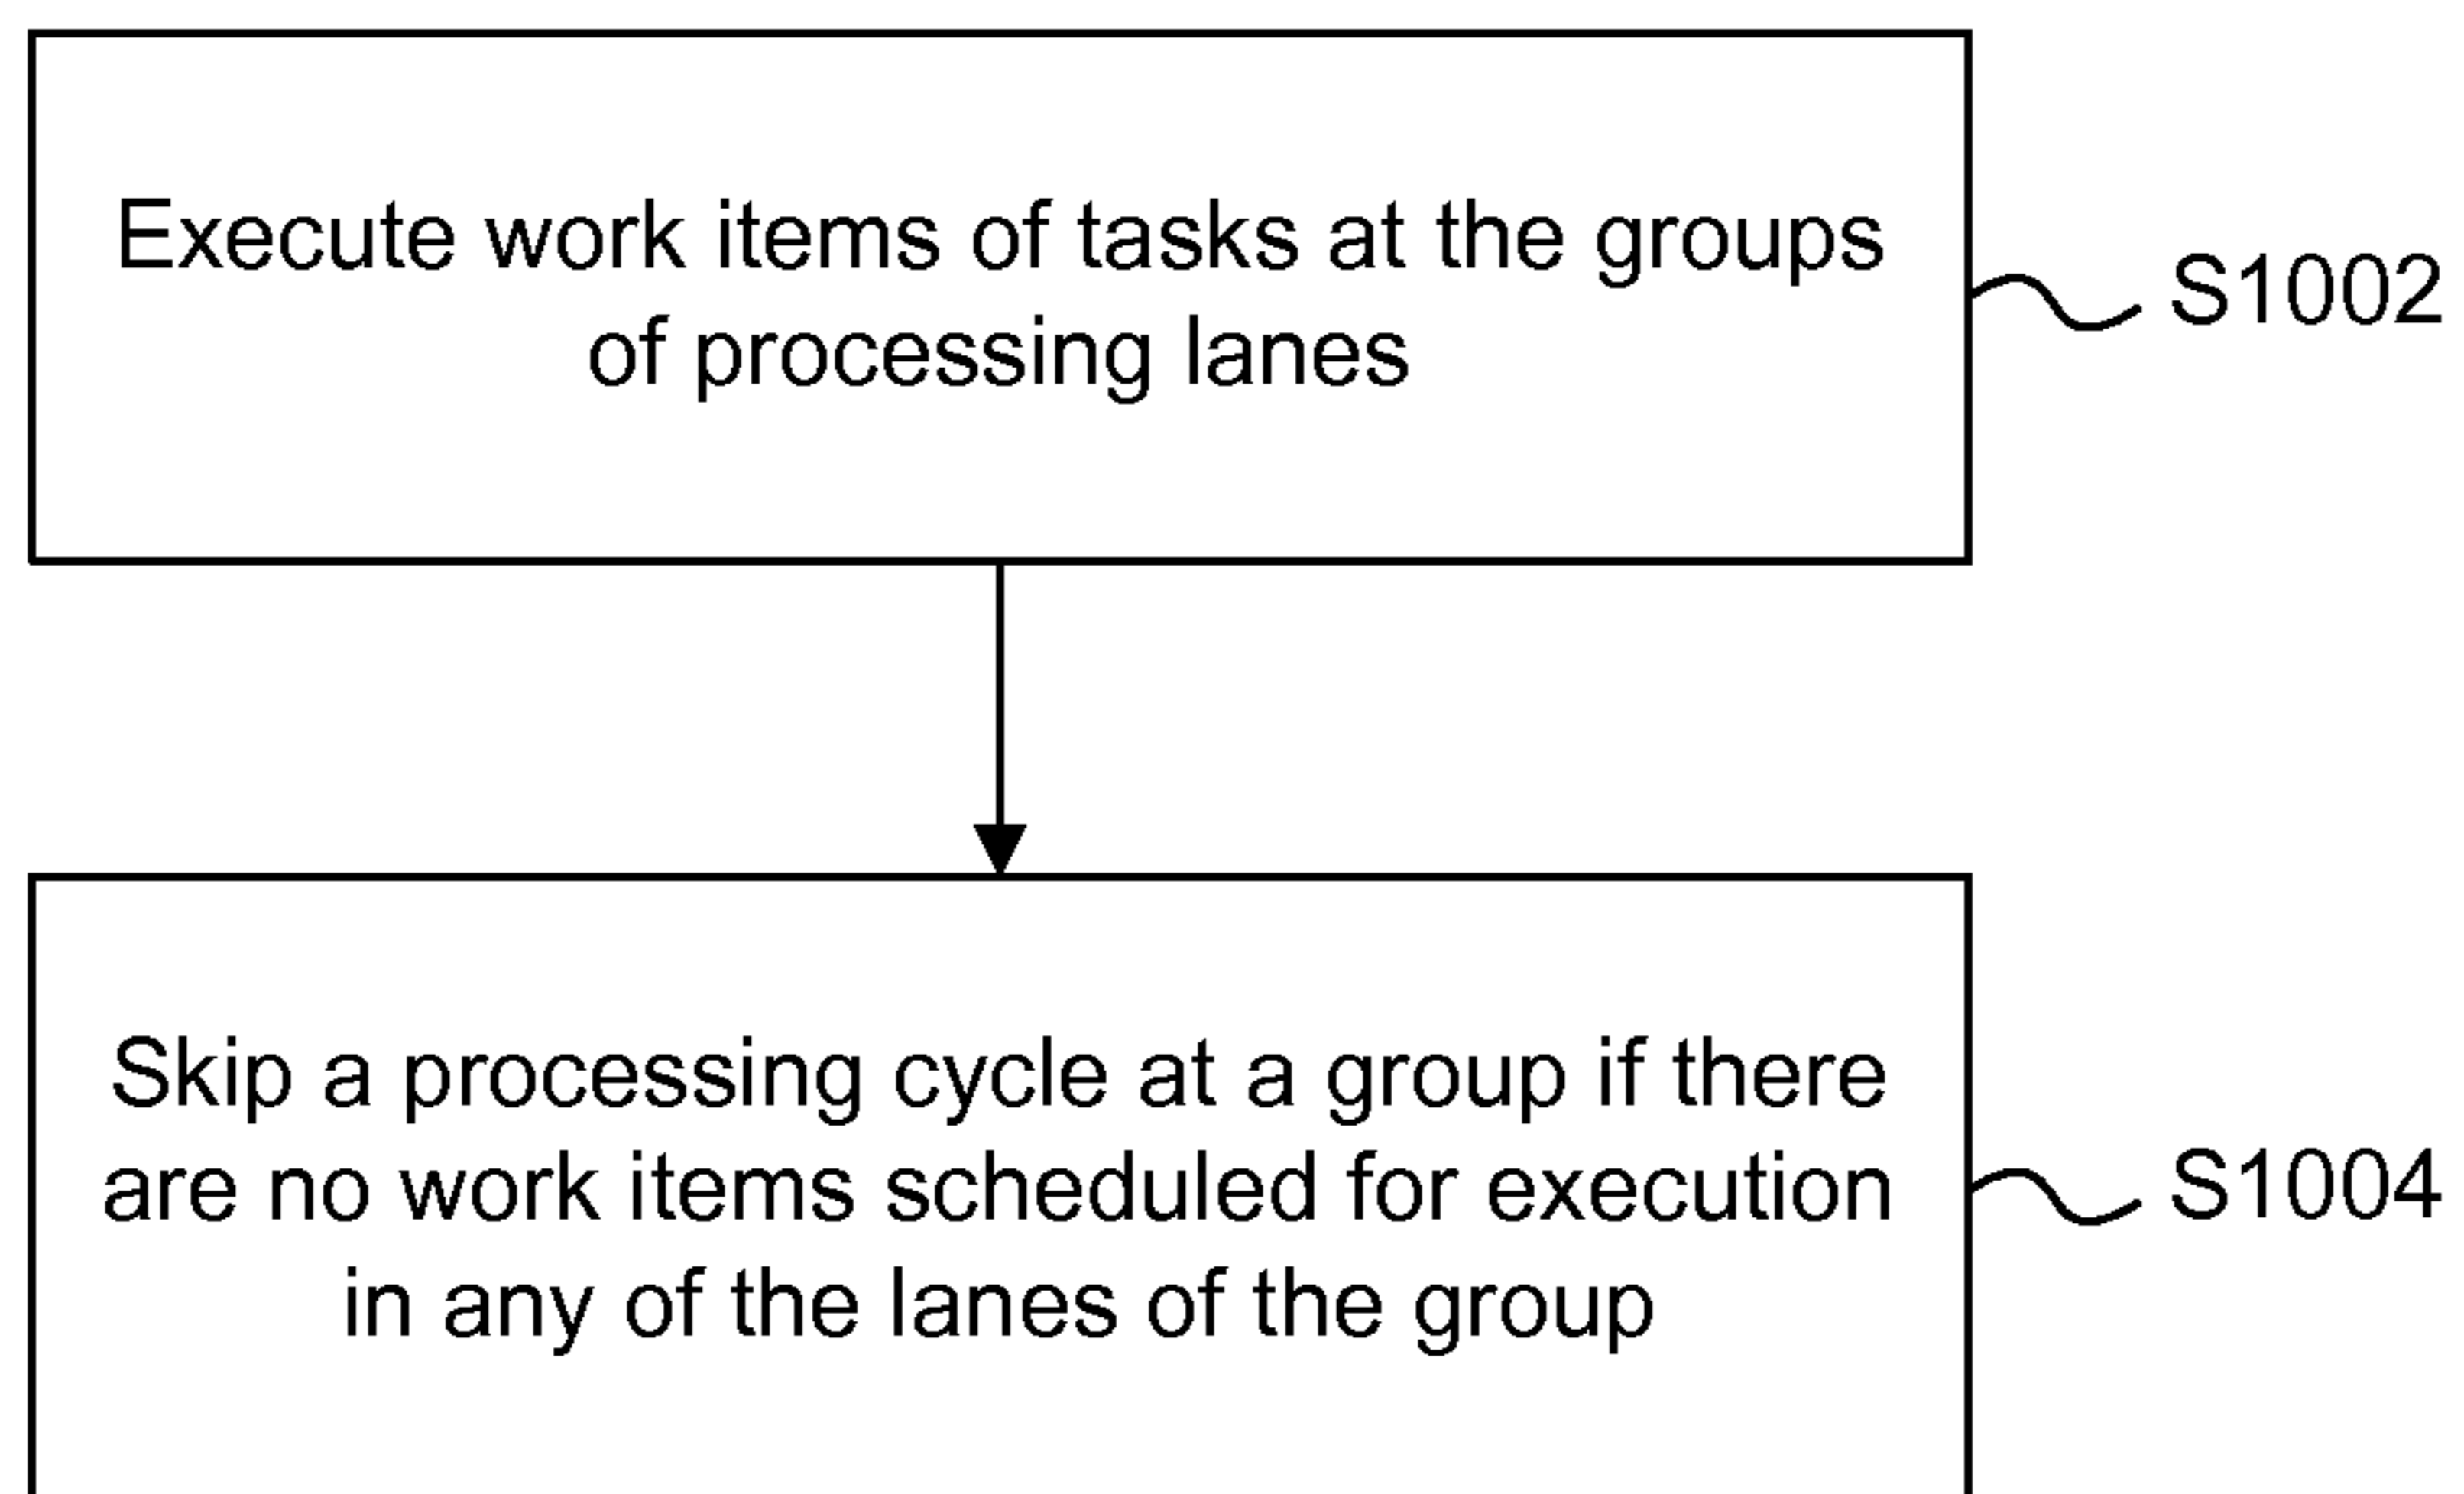 Execute work items of tasks at the groups
of processing lanes
S1002
Skip a processing cycle at a group if there
are no work items scheduled for execution
in any of the lanes of the group
S1004